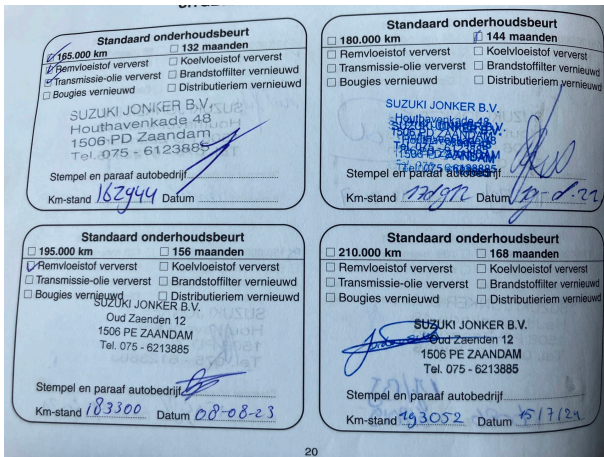 Standaard onderhoudsbeurt
165.000 km 132 maanden
Remvloeistof ververst Koelvloeistof ververst
Transmissie-olie ververst Brandstoffilter vernieuwd
Bougies vernieuwd Distributieriem vernieuwd
SUZUKI JONKER B.V.
Houthavenkade 48
1506 PD Zaandam
Tel. 075 - 6123885
Stempel en paraaf autobedrijf
Km-stand 162944 Datum
Standaard onderhoudsbeurt
180.000 km 144 maanden
Remvloeistof ververst Koelvloeistof ververst
Transmissie-olie ververst Brandstoffilter vernieuwd
Bougies vernieuwd Distributieriem vernieuwd
SUZUKI JONKER B.V.
Houthavenkade 48
Stempel en paraaf autobedrijf
Km-stand Datum
Standaard onderhoudsbeurt
195.000 km 156 maanden
Remvloeistof ververst Koelvloeistof ververst
Transmissie-olie ververst Brandstoffilter vernieuwd
Bougies vernieuwd Distributieriem vernieuwd
SUZUKI JONKER B.V.
Oud Zaenden 12
1506 PE ZAANDAM
Tel. 075 - 6213885
Stempel en paraaf autobedrijf
Km-stand 183300 Datum 08-08-23
Standaard onderhoudsbeurt
210.000 km 168 maanden
Remvloeistof ververst Koelvloeistof ververst
Transmissie-olie ververst Brandstoffilter vernieuwd
Bougies vernieuwd Distributieriem vernieuwd
SUZUKI JONKER B.V.
Oud Zaenden 12
1506 PE ZAANDAM
Tel. 075 - 6213885
Stempel en paraaf autobedrijf
Km-stand 193052 Datum 15/7/24
20